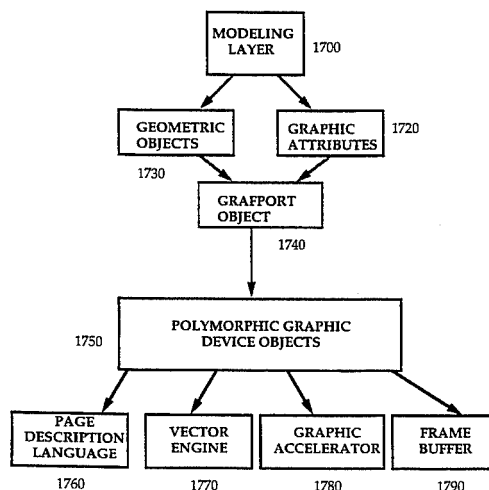 MODELING
LAYER
1700
GEOMETRIC
OBJECTS
GRAPHIC
ATTRIBUTES
1720
1730
GRAFPORT
OBJECT
1740
1750
POLYMORPHIC GRAPHIC
DEVICE OBJECTS
PAGE
DESCRIPTION
LANGUAGE
VECTOR
ENGINE
GRAPHIC
ACCELERATOR
FRAME
BUFFER
1760
1770
1780
1790